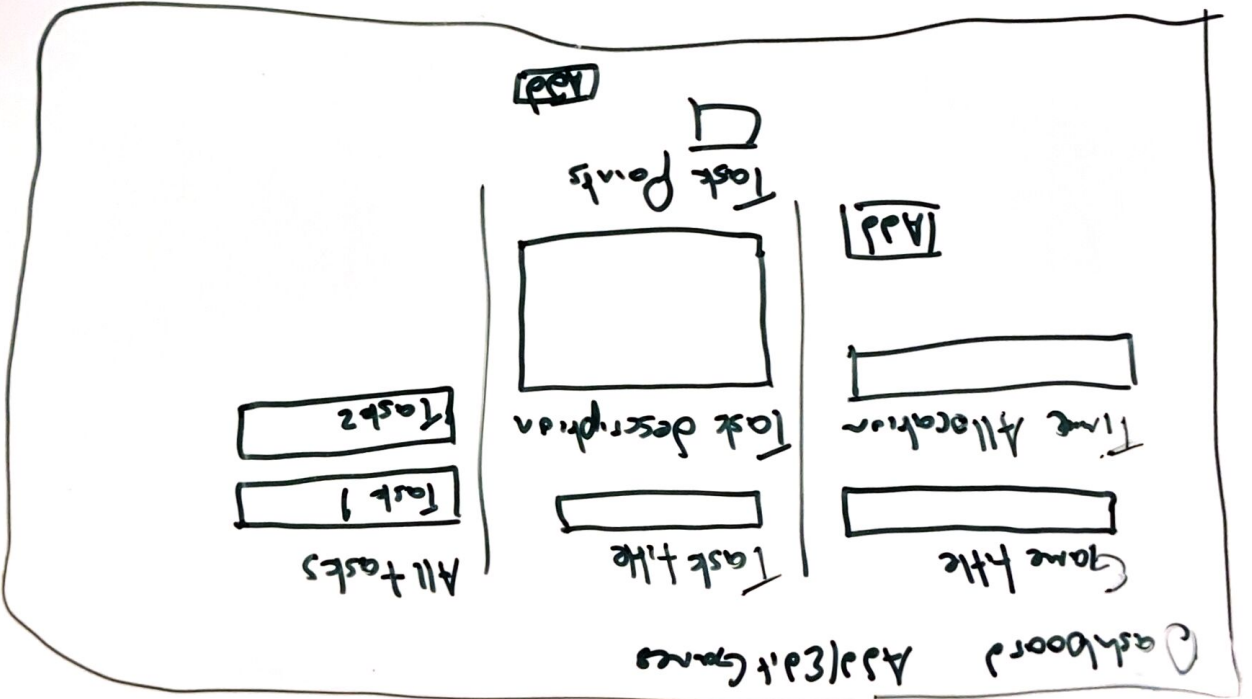 Dashboard Add/Edit Games
Game title
Time Allocation
Add
Task title
Task description
Task Points
Add
All tasks
Task 1
Task 2